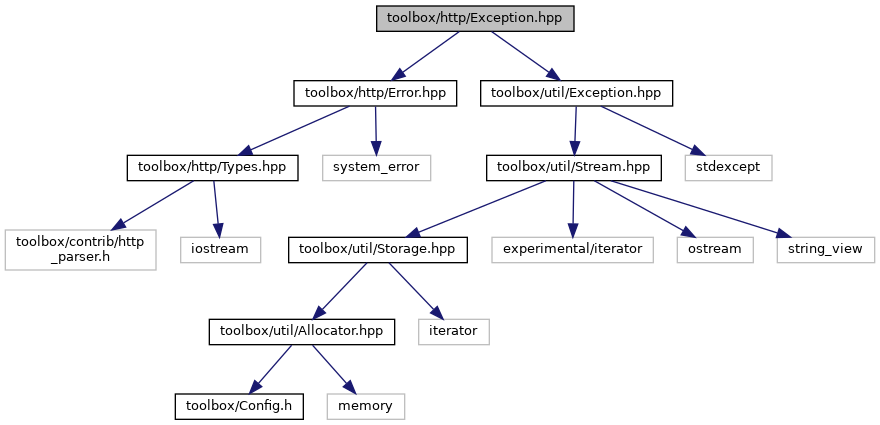 toolbox/http/Exception.hpp
toolbox/http/Error.hpp
toolbox/util/Exception.hpp
toolbox/http/Types.hpp
system_error
toolbox/util/Stream.hpp
stdexcept
toolbox/contrib/http
_parser.h
iostream
toolbox/util/Storage.hpp
experimental/iterator
ostream
string_view
toolbox/util/Allocator.hpp
iterator
toolbox/Config.h
memory